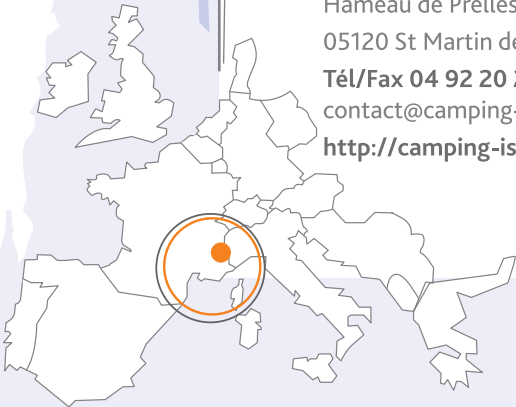 Hameau de Prelles
05120 St Martin de
Tél/Fax 04 92 20
contact@camping-
http://camping-is